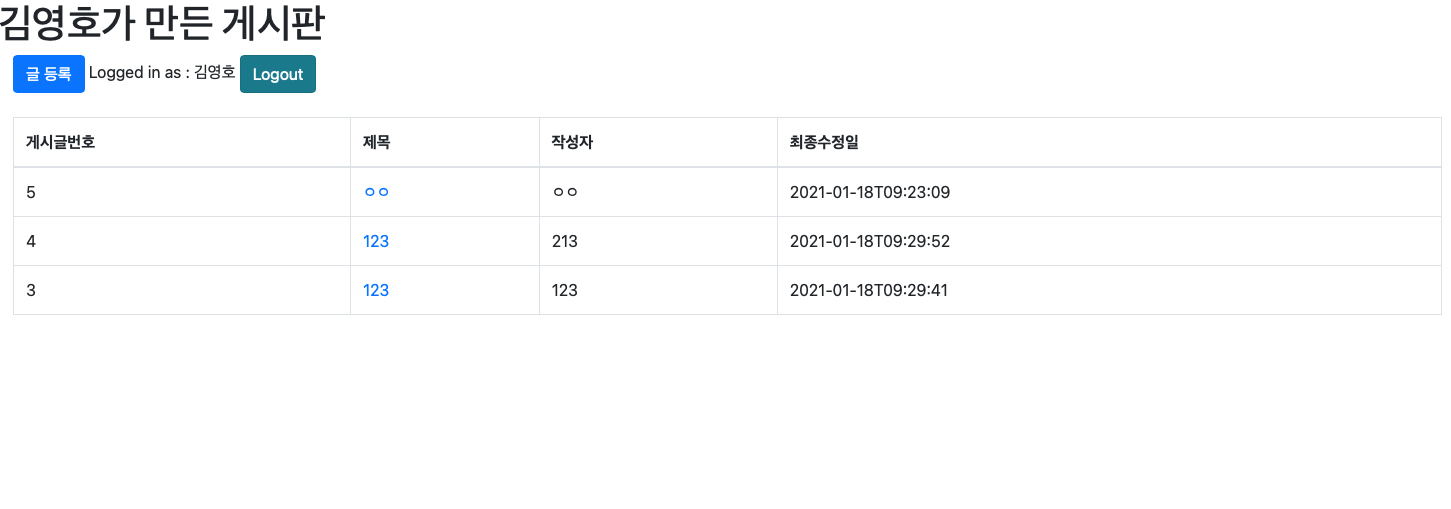 김영호가 만든 게시판
글 등록 Logged in as : 김영호 Logout
게시글번호 제목 작성자 최종수정일
5 ㅇㅇ ㅇㅇ 2021-01-18T09:23:09
4 123 213 2021-01-18T09:29:52
3 123 123 2021-01-18T09:29:41